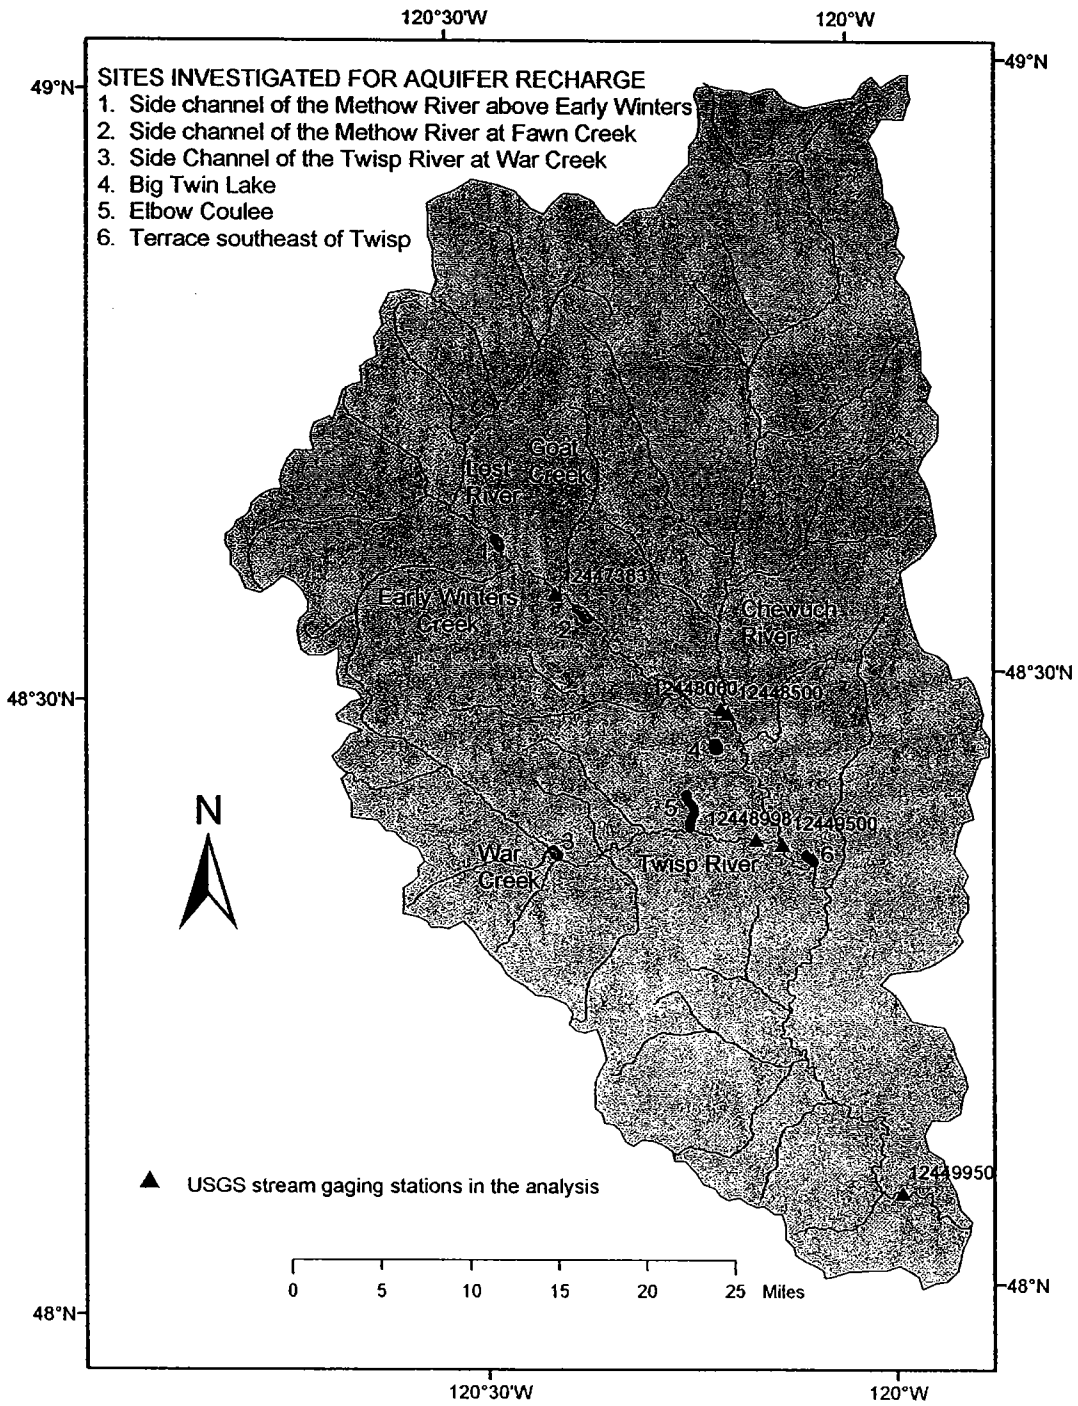 120°30'W
120°W
49°N
49°N
SITES INVESTIGATED FOR AQUIFER RECHARGE
1. Side channel of the Methow River above Early Winters
2. Side channel of the Methow River at Fawn Creek
3. Side Channel of the Twisp River at War Creek
4. Big Twin Lake
5. Elbow Coulee
6. Terrace southeast of Twisp
Goat
Creek
Lost
River
1
12447383
Early Winters
Creek
2
Chewuch
River
48°30'N
48°30'N
12448000
12448500
4
5
12448998
12449500
N
War
Creek
3
Twisp River
6
12449950
USGS stream gaging stations in the analysis
0 5 10 15 20 25 Miles
48°N
48°N
120°30'W
120°W